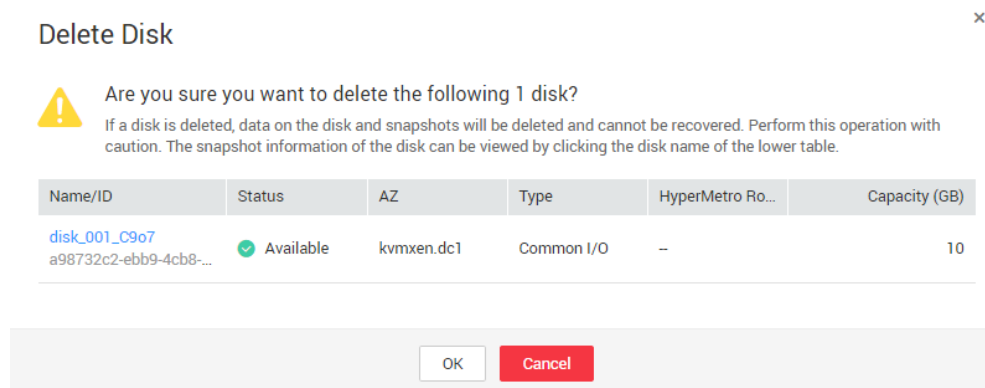 ×
Delete Disk
Are you sure you want to delete the following 1 disk?
If a disk is deleted, data on the disk and snapshots will be deleted and cannot be recovered. Perform this operation with
caution. The snapshot information of the disk can be viewed by clicking the disk name of the lower table.
Name/ID Status AZ Type HyperMetro Ro... Capacity (GB)
disk_001_C9o7
a98732c2-ebb9-4cb8-...
Available kvmxen.dc1 Common I/O -- 10
OK Cancel